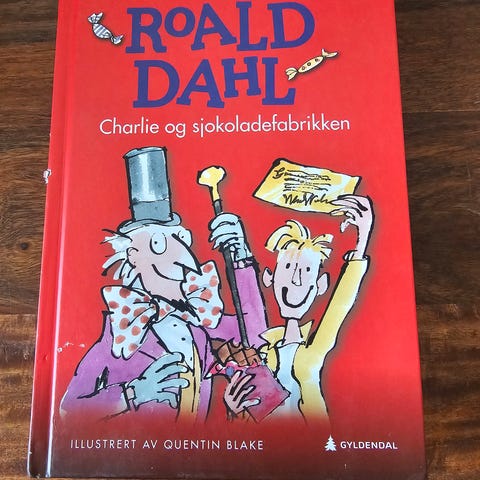 ROALD
DAHL
Charlie og sjokoladefabrikken
ILLUSTRERT AV QUENTIN BLAKE
GYLDENDAL